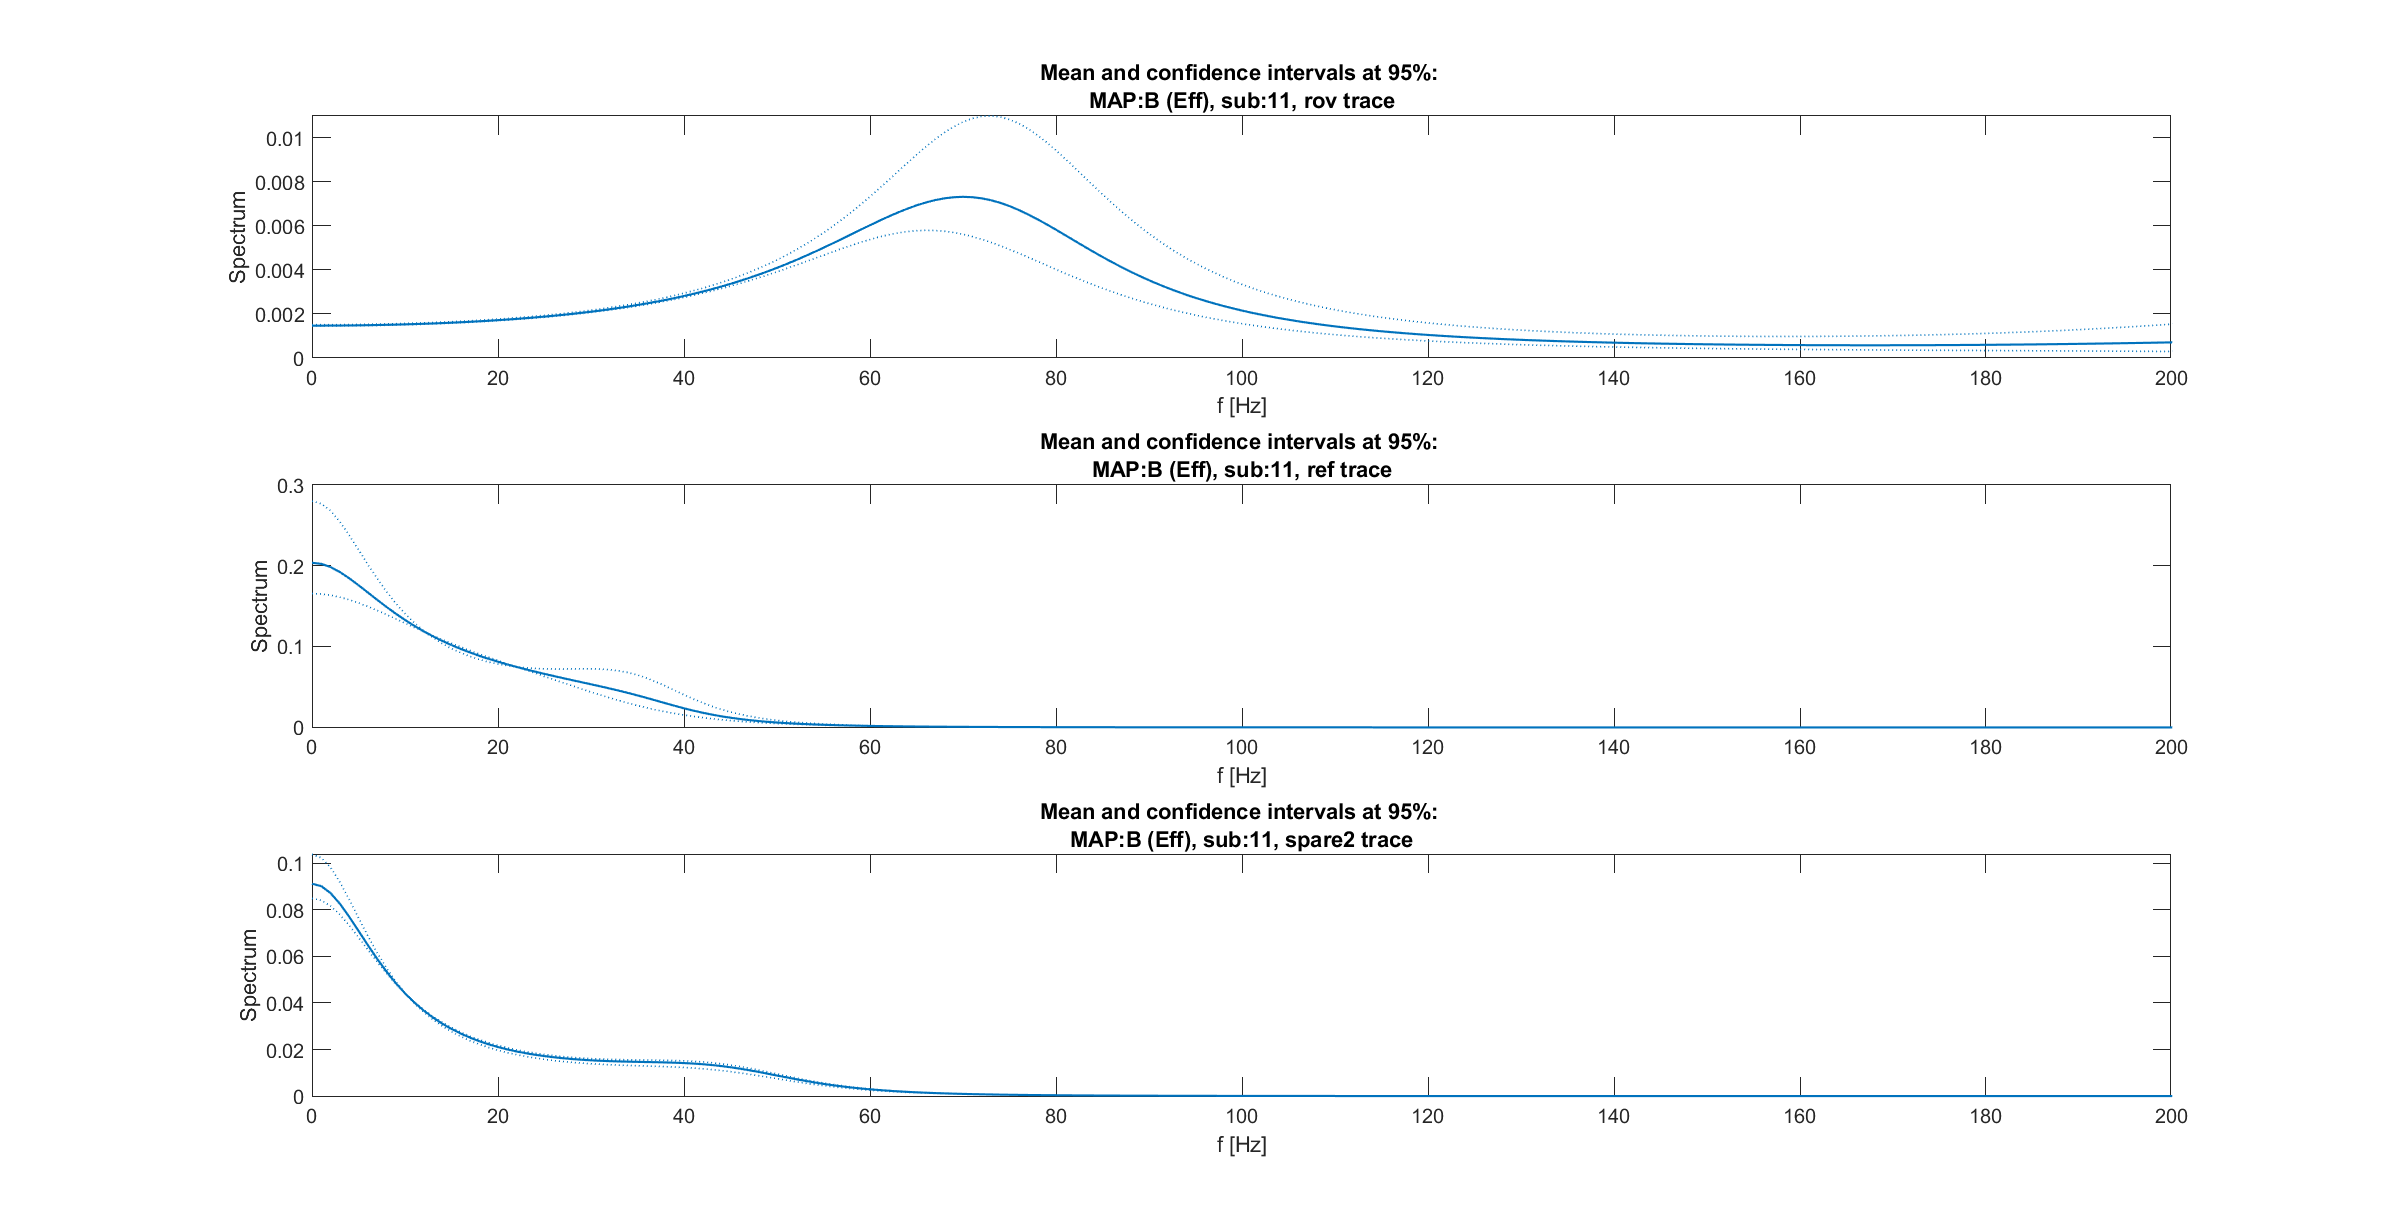 Mean and confidence intervals at 95%:
MAP:B (Eff), sub:11, rov trace
0.01
0.008
0.006
0.004
0.002
0
Spectrum
0 20 40 60 80 100 120 140 160 180 200
f [Hz]
Mean and confidence intervals at 95%:
MAP:B (Eff), sub:11, ref trace
0.3
0.2
0.1
0
Spectrum
0 20 40 60 80 100 120 140 160 180 200
f [Hz]
Mean and confidence intervals at 95%:
MAP:B (Eff), sub:11, spare2 trace
0.1
0.08
0.06
0.04
0.02
0
Spectrum
0 20 40 60 80 100 120 140 160 180 200
f [Hz]